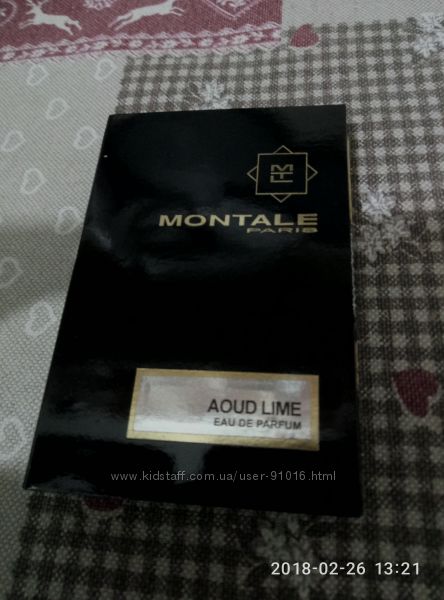 MTL
MONTALE
PARIS
AOUD LIME
EAU DE PARFUM
www.kidstaff.com.ua/user-91016.html
2018-02-26 13:21